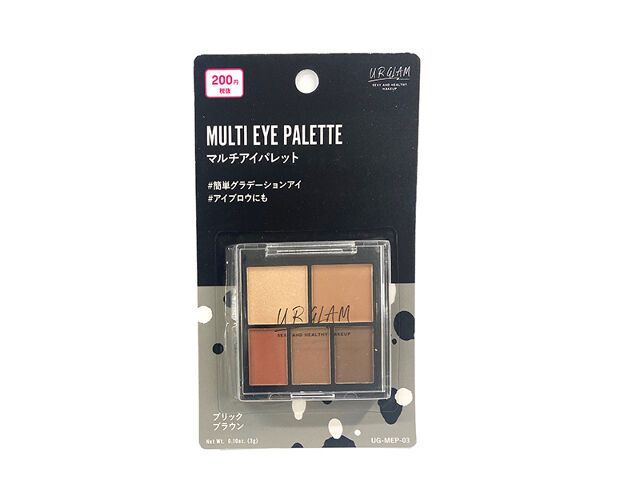 200円
税抜
URGLAM
SEXY AND HEALTHY
MAKEUP
MULTI EYE PALETTE
マルチアイパレット
#簡単グラデーションアイ
#アイブロウにも
URGLAM
SEXY AND HEALTHY MAKEUP
ブリック
ブラウン
Net Wt. 0.10oz. (3g)
UG-MEP-03